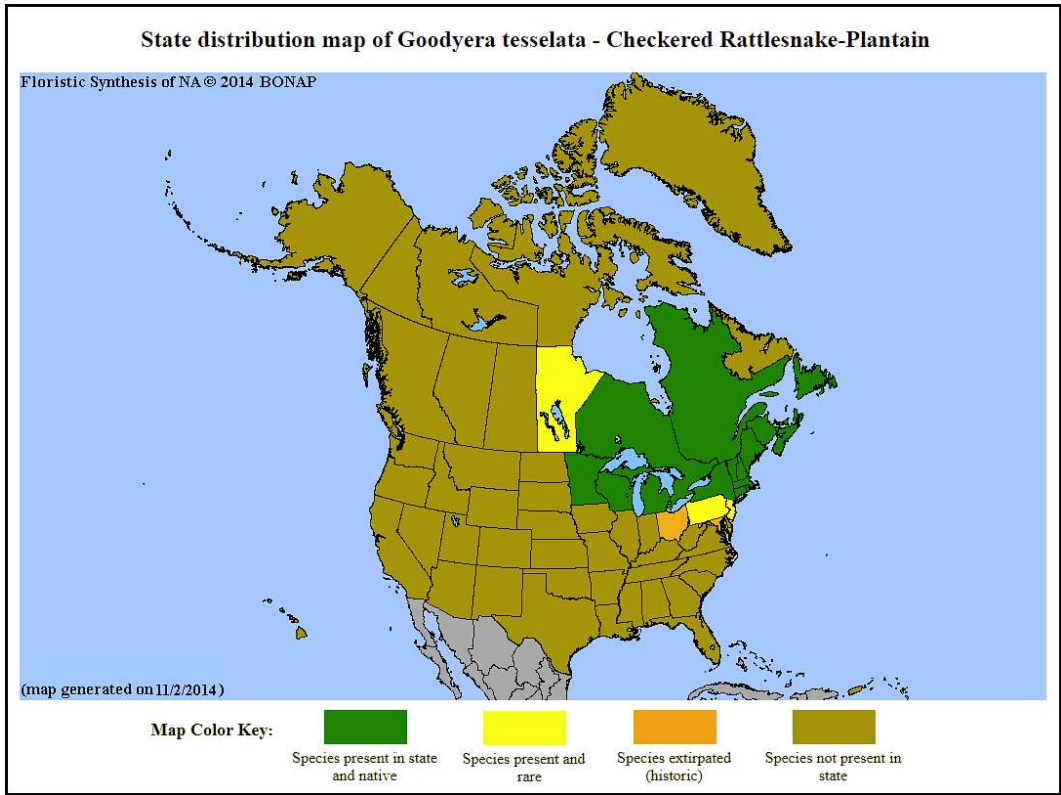 State distribution map of Goodyera tesselata - Checkered Rattlesnake-Plantain
Floristic Synthesis of NA © 2014 BONAP
(map generated on 11/2/2014)
Map Color Key:
Species present in state
and native
Species present and
rare
Species extirpated
(historic)
Species not present in
state